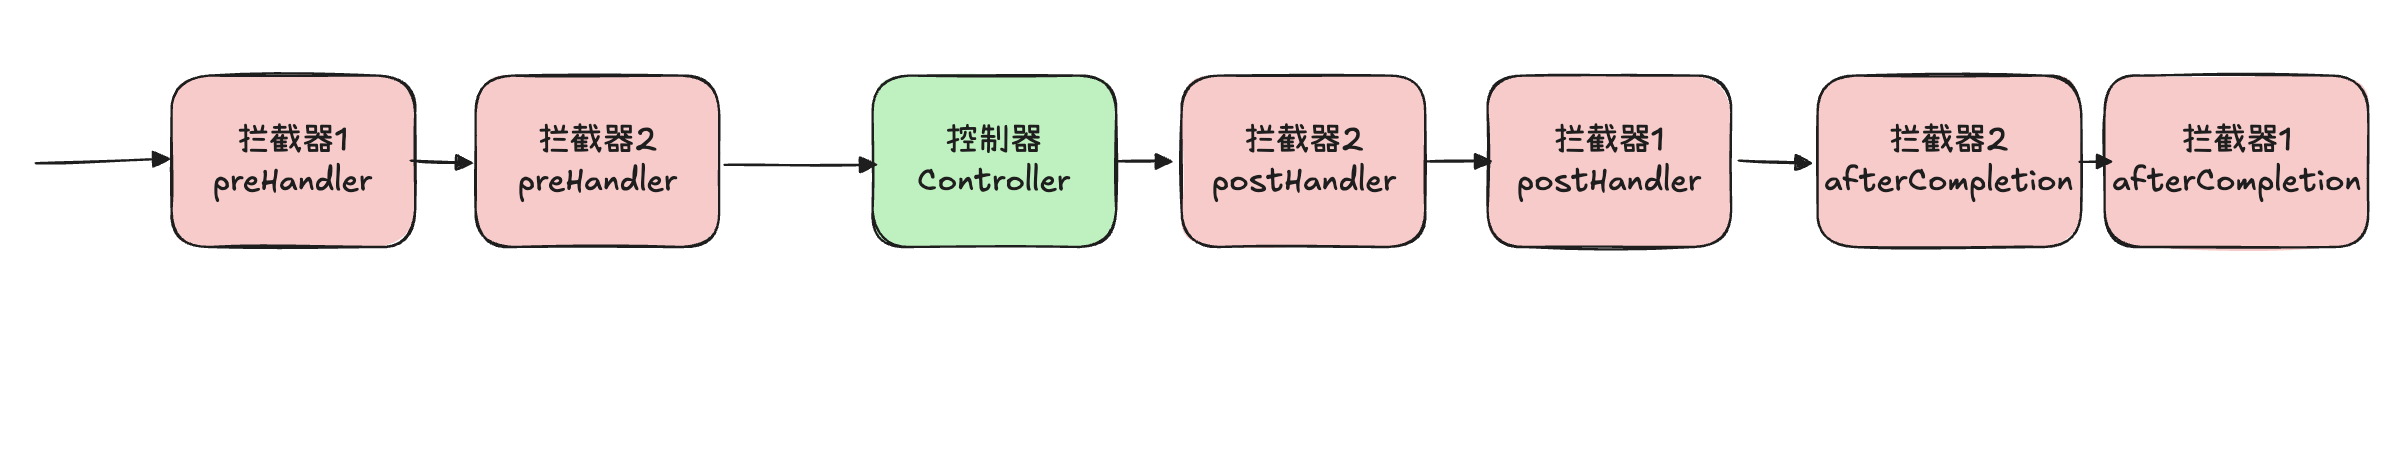 拦截器1
preHandler
拦截器2
preHandler
控制器
Controller
拦截器2
postHandler
拦截器1
postHandler
拦截器2
afterCompletion
拦截器1
afterCompletion